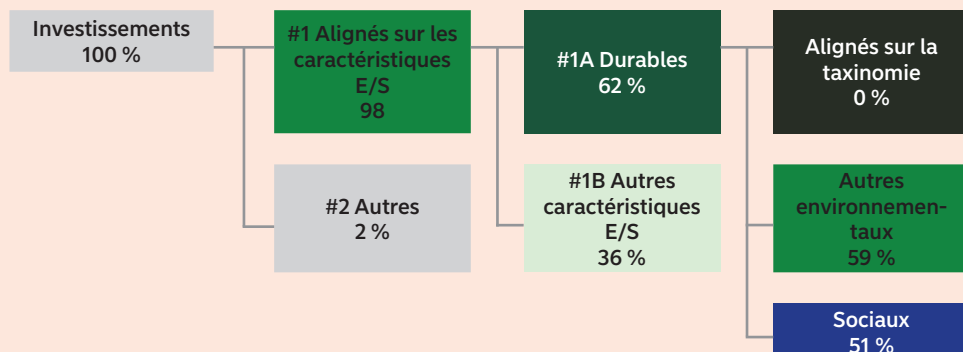 Investissements
100 %
#1 Alignés sur les
caractéristiques
E/S
98
#1A Durables
62 %
Alignés sur la
taxinomie
0 %
#2 Autres
2 %
#1B Autres
caractéristiques
E/S
36 %
Autres
environnemen-
taux
59 %
Sociaux
51 %